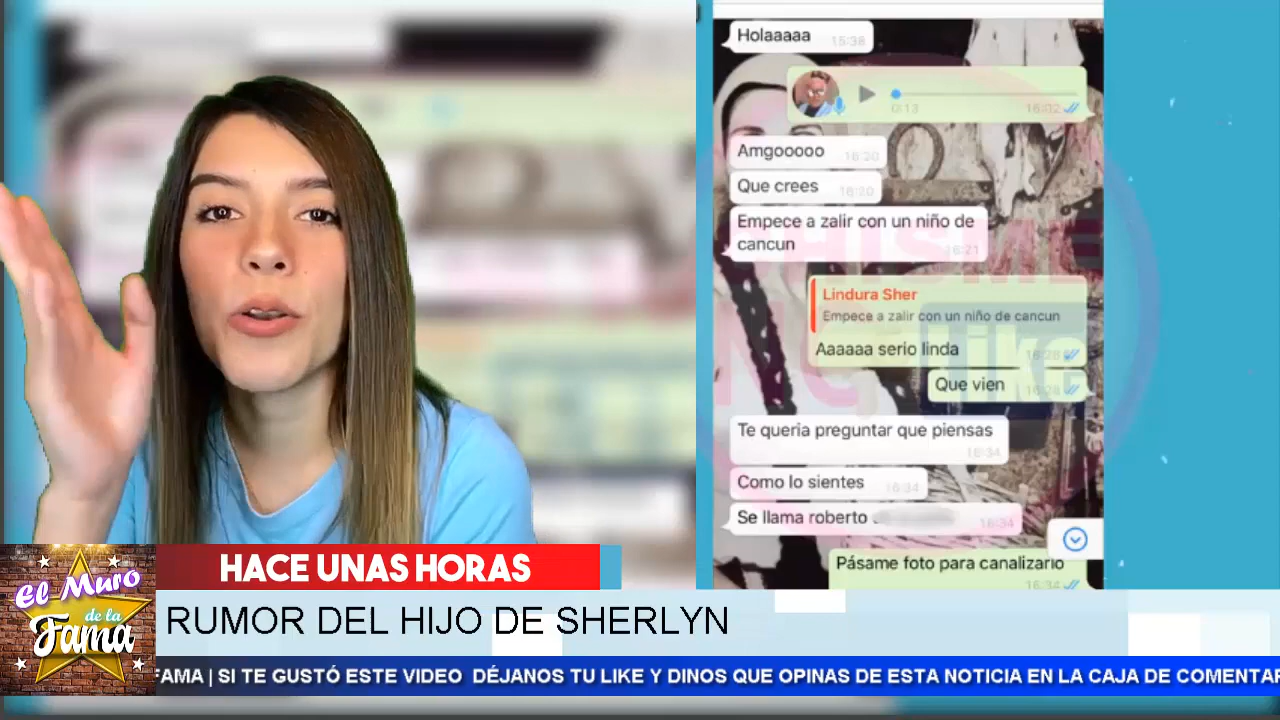 Holaaaaa 15:38
0:13 16:02
Amgooooo 16:20
Que crees 16:20
Empece a zalir con un niño de
cancun 16:21
Lindura Sher
Empece a zalir con un niño de cancun
Aaaaaa serio linda 16:28
Que vien 16:28
Te queria preguntar que piensas
16:34
Como lo sientes 16:34
Se llama roberto 16:34
Pásame foto para canalizarlo
16:34
CHISME
NO like
HACE UNAS HORAS
El Muro
de la
Fama
RUMOR DEL HIJO DE SHERLYN
FAMA | SI TE GUSTÓ ESTE VIDEO DÉJANOS TU LIKE Y DINOS QUE OPINAS DE ESTA NOTICIA EN LA CAJA DE COMENTAR